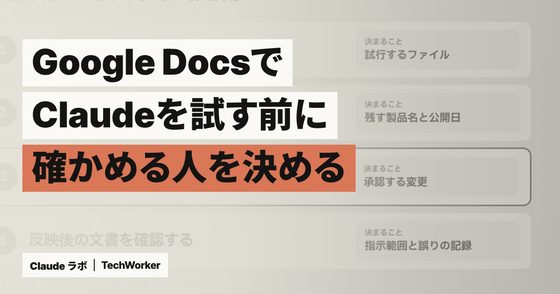 Google Docsで
Claudeを試す前に
確かめる人を決める
1
決まること
試行するファイル
2
決まること
残す製品名と公開日
3
決まること
承認する変更
4
反映後の文書を確認する
決まること
指示範囲と誤りの記録
Claude ラボ | TechWorker